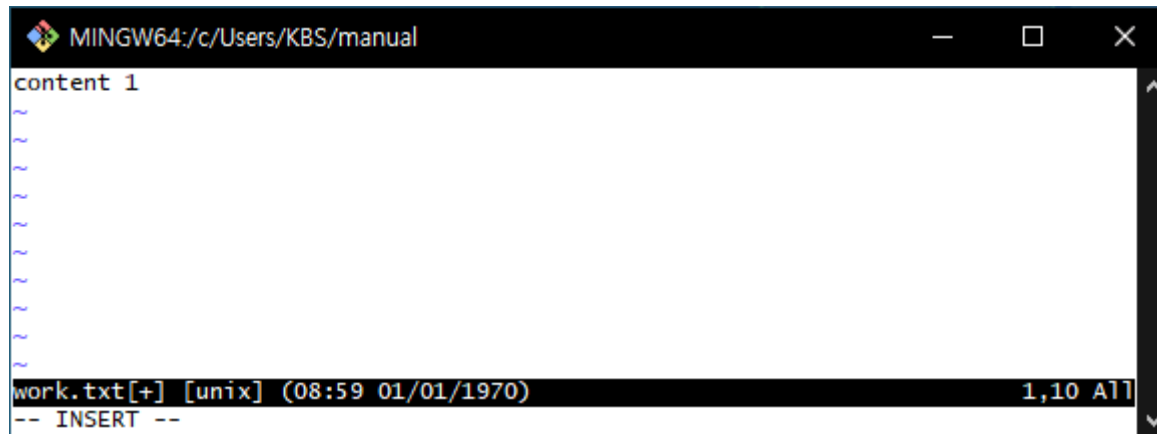 MINGW64:/c/Users/KBS/manual
content 1
~
~
~
~
~
~
~
~
~
~
work.txt[+] [unix] (08:59 01/01/1970) 1,10 All
-- INSERT --